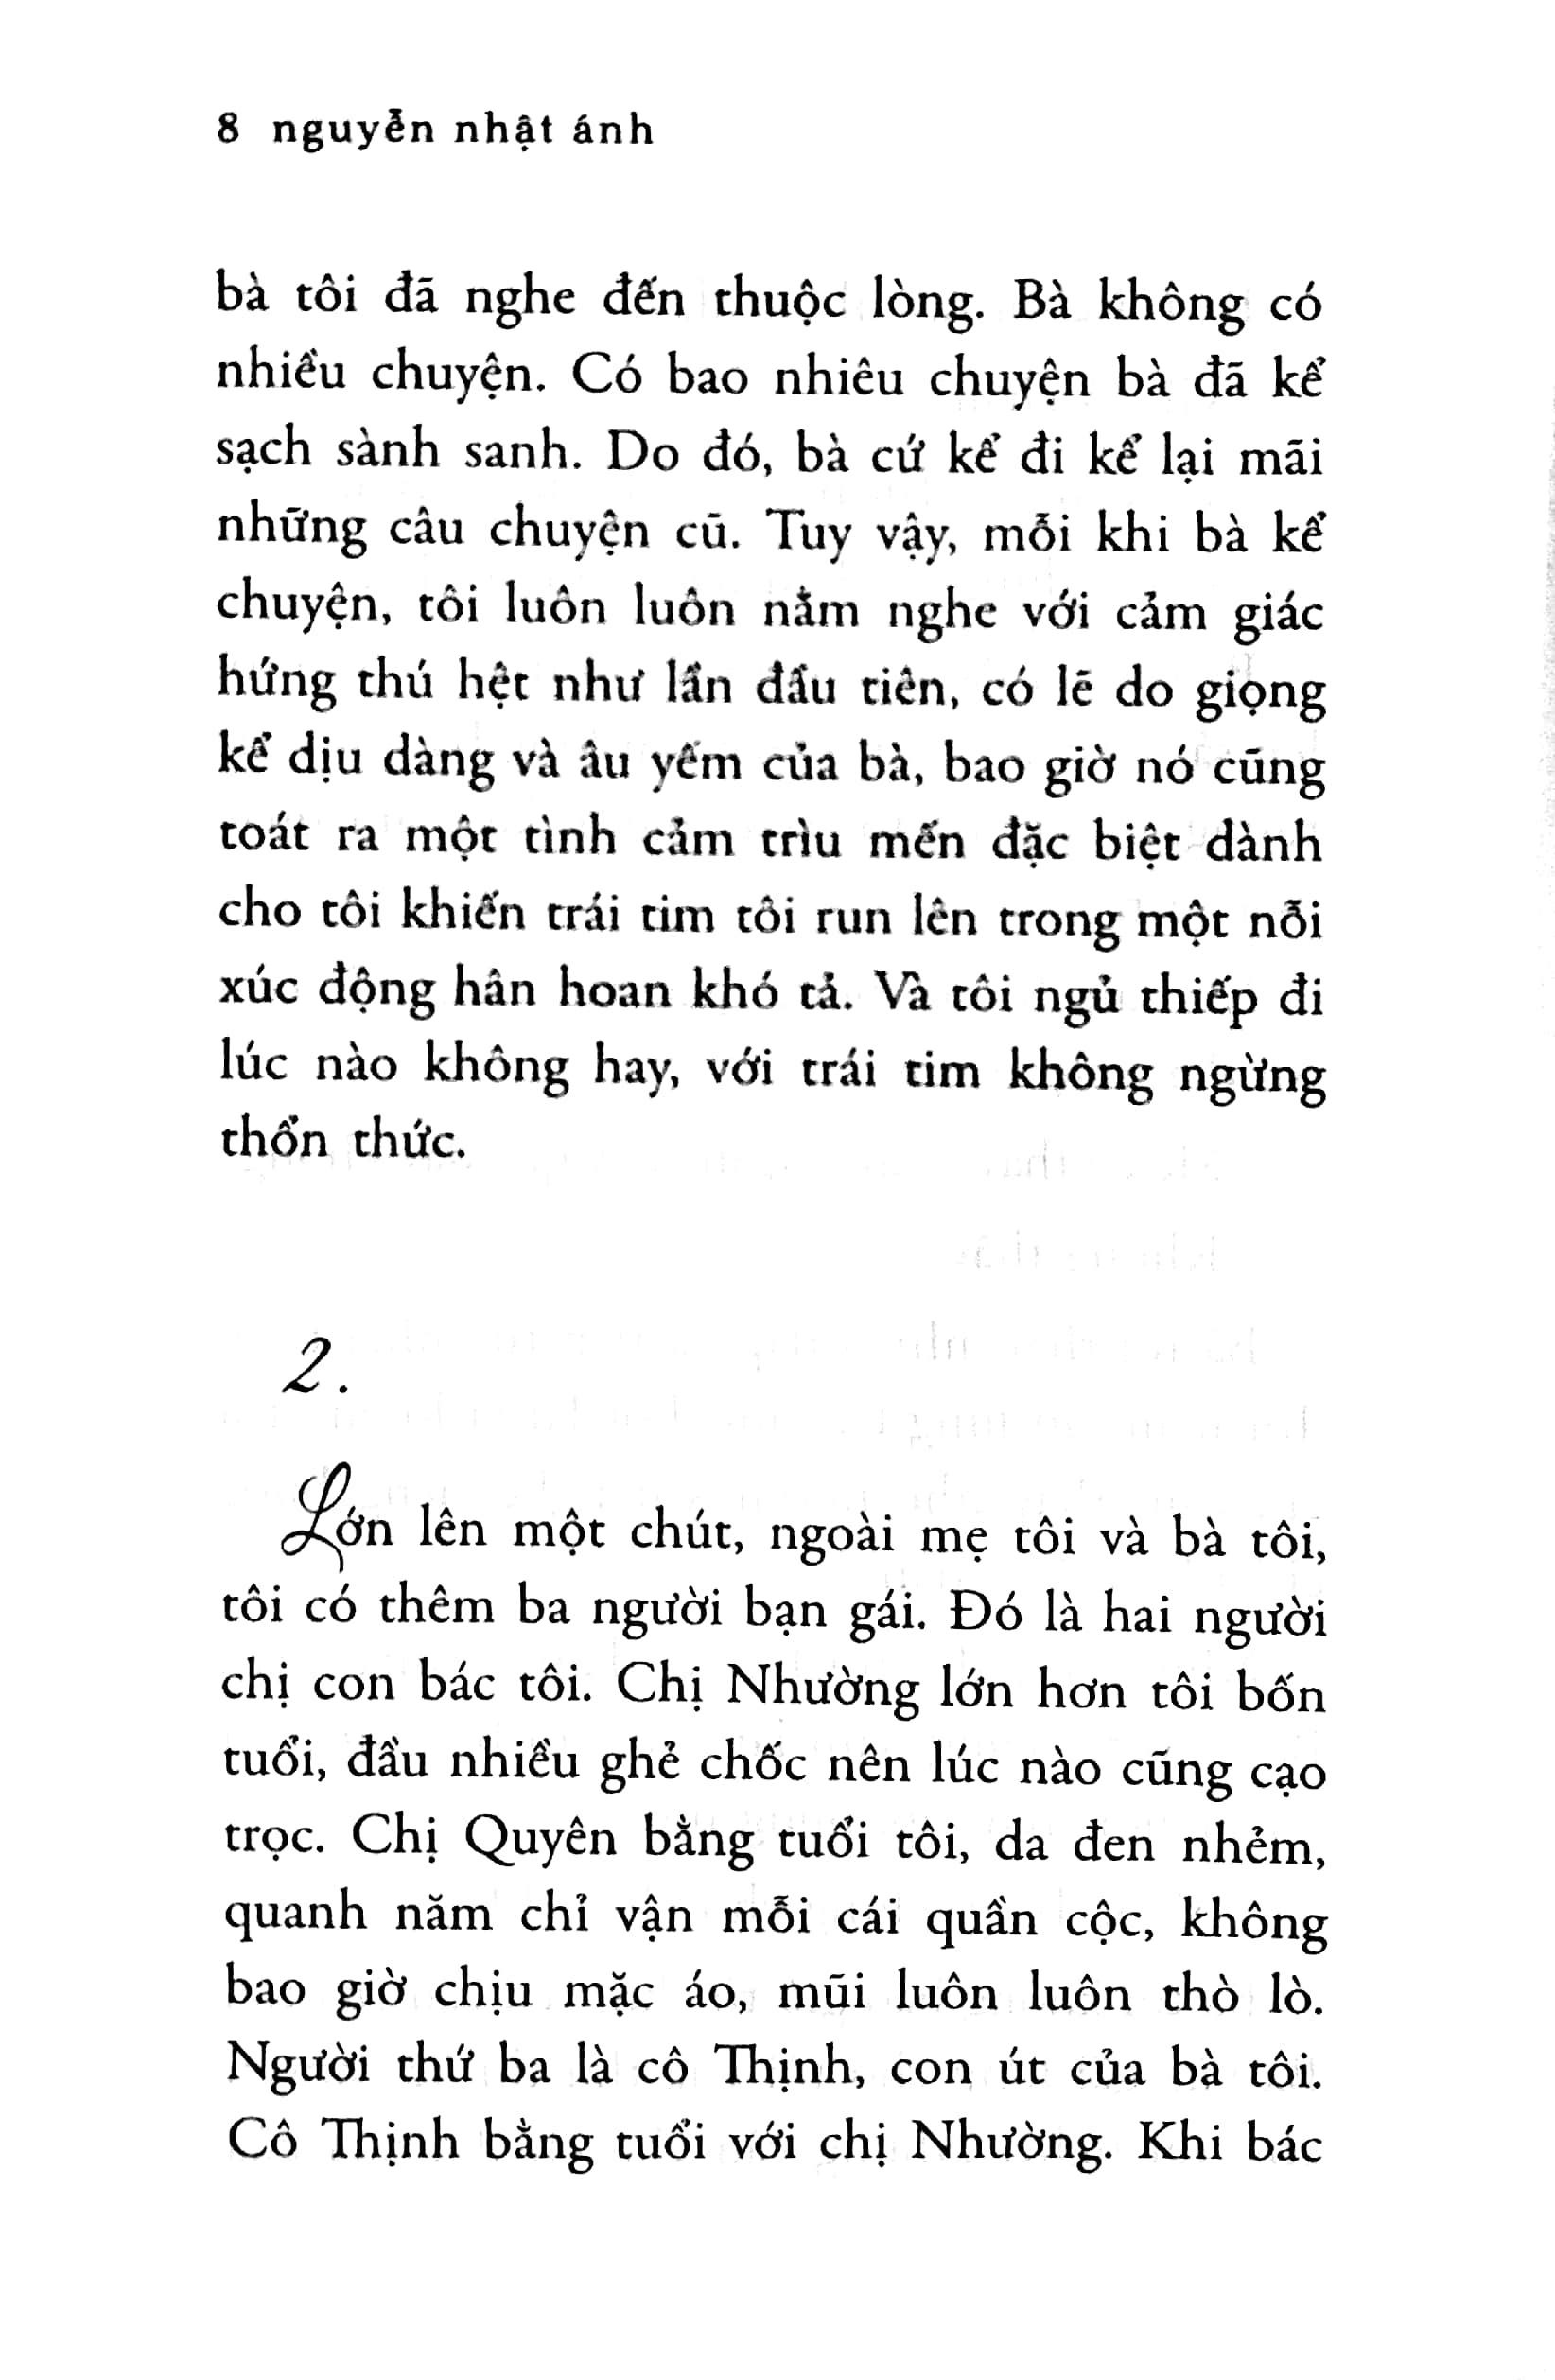 8 nguyễn nhật ánh
bà tôi đã nghe đến thuộc lòng. Bà không có
nhiều chuyện. Có bao nhiêu chuyện bà đã kể
sạch sành sanh. Do đó, bà cứ kể đi kể lại mãi
những câu chuyện cũ. Tuy vậy, mỗi khi bà kể
chuyện, tôi luôn luôn nằm nghe với cảm giác
hứng thú hệt như lần đầu tiên, có lẽ do giọng
kể dịu dàng và âu yếm của bà, bao giờ nó cũng
toát ra một tình cảm trìu mến đặc biệt dành
cho tôi khiến trái tim tôi run lên trong một nỗi
xúc động hân hoan khó tả. Và tôi ngủ thiếp đi
lúc nào không hay, với trái tim không ngừng
thổn thức.
2.
Lớn lên một chút, ngoài mẹ tôi và bà tôi,
tôi có thêm ba người bạn gái. Đó là hai người
chị con bác tôi. Chị Nhường lớn hơn tôi bốn
tuổi, đầu nhiều ghẻ chốc nên lúc nào cũng cạo
trọc. Chị Quyên bằng tuổi tôi, da đen nhẻm,
quanh năm chỉ vận mỗi cái quần cộc, không
bao giờ chịu mặc áo, mũi luôn luôn thò lò.
Người thứ ba là cô Thịnh, con út của bà tôi.
Cô Thịnh bằng tuổi với chị Nhường. Khi bác